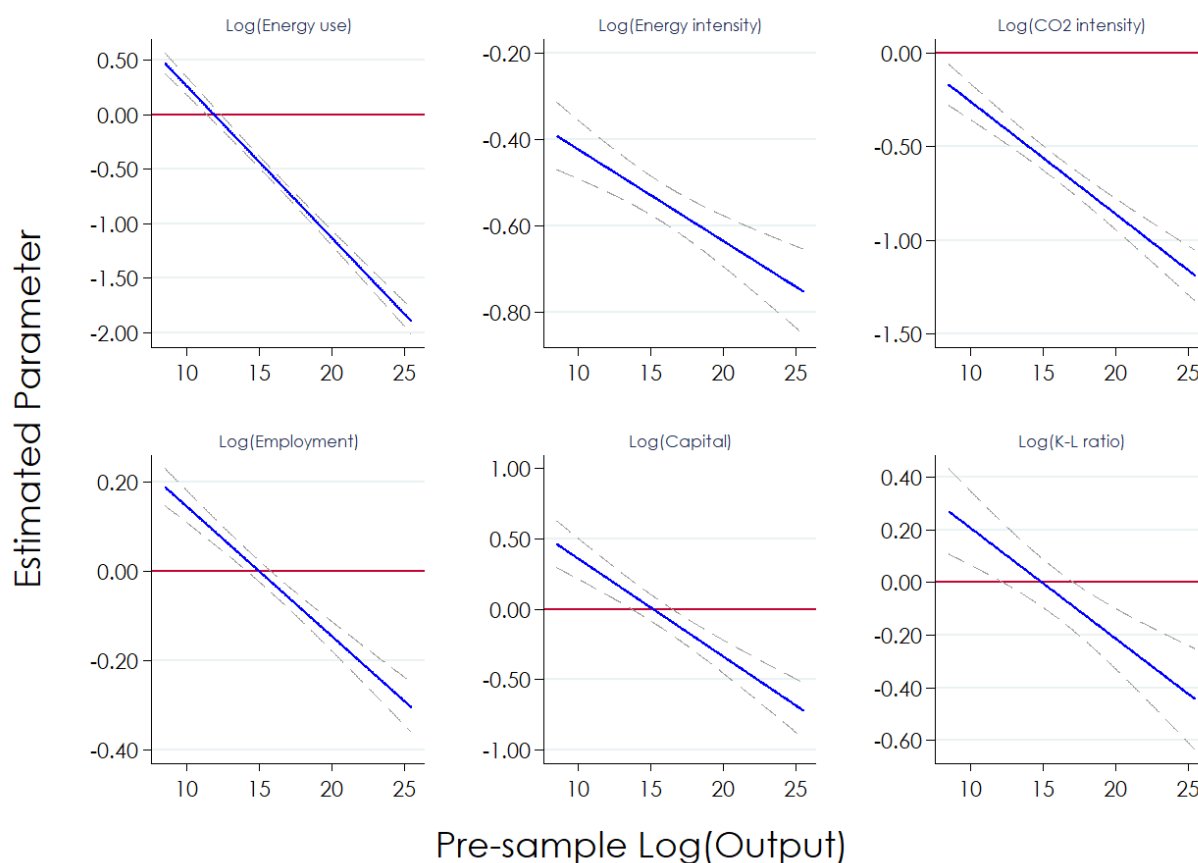 Log(Energy use)
0.50
0.00
-0.50
-1.00
-1.50
-2.00
10 15 20 25
Log(Energy intensity)
-0.20
-0.40
-0.60
-0.80
10 15 20 25
Log(CO2 intensity)
0.00
-0.50
-1.00
-1.50
10 15 20 25
Log(Employment)
0.20
0.00
-0.20
-0.40
10 15 20 25
Log(Capital)
1.00
0.50
0.00
-0.50
-1.00
10 15 20 25
Log(K-L ratio)
0.40
0.20
0.00
-0.20
-0.40
-0.60
10 15 20 25
Estimated Parameter
Pre-sample Log(Output)